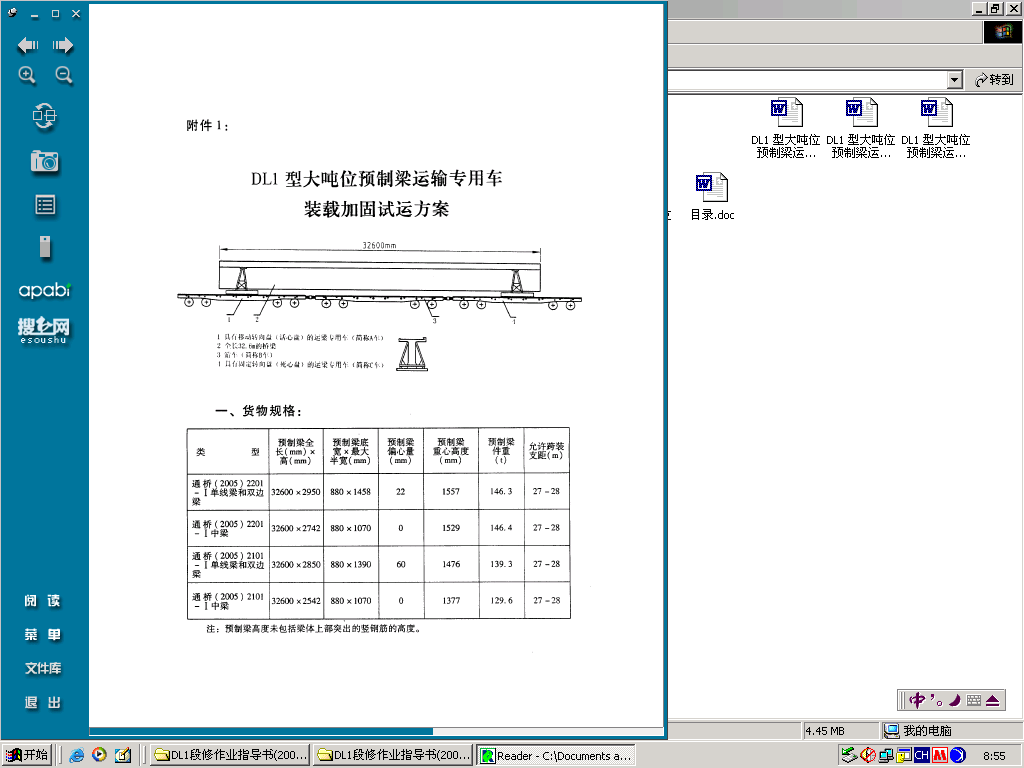 附件1：
DL1 型大吨位预制梁运输专用车
装载加固试运方案
32600mm
1
2
3
1
1 具有移动转向盘（活心盘）的运梁专用车（简称A车）
2 全长32.6m的桥梁
3 游车（简称B车）
4 具有固定转向盘（死心盘）的运梁专用车（简称C车）
一、货物规格：
类 型
预制梁全
长(mm)×
高(mm)
预制梁底
宽×最大
半宽(mm)
预制梁
偏心量
(mm)
预制梁
重心高度
(mm)
预制梁
件重
(t)
允许跨装
支距(m)
通桥(2005)2201
-Ⅰ单线梁和双边
梁
32600×2950
880×1458
22
1557
146.3
27-28
通桥(2005)2201
-Ⅰ中梁
32600×2742
880×1070
0
1529
146.4
27-28
通桥(2005)2101
-Ⅰ单线梁和双边
梁
32600×2850
880×1390
60
1476
139.3
27-28
通桥(2005)2101
-Ⅰ中梁
32600×2542
880×1070
0
1377
129.6
27-28
注：预制梁高度未包括梁体上部突出的竖钢筋的高度。
apabi
搜e网
esoushu
阅 读
菜 单
文件库
退 出
转到
DL1 型大吨位
预制梁运...
DL1 型大吨位
预制梁运...
DL1 型大吨位
预制梁运...
目录.doc
中
4.45 MB
我的电脑
开始
DL1段修作业指导书(200...
DL1段修作业指导书(200...
Reader - C:\Documents a...
CH
8:55